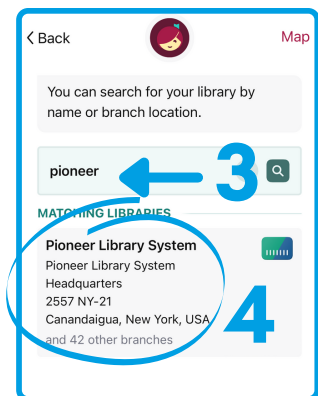 Back
Map
You can search for your library by
name or branch location.
pioneer
3
MATCHING LIBRARIES
Pioneer Library System
Pioneer Library System
Headquarters
2557 NY-21
Canandaigua, New York, USA
and 42 other branches
4